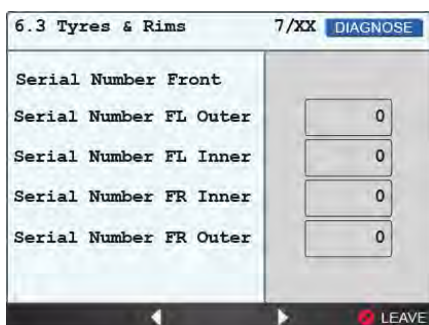 6.3 Tyres & Rims 7/XX DIAGNOSE
Serial Number Front
Serial Number FL Outer 0
Serial Number FL Inner 0
Serial Number FR Inner 0
Serial Number FR Outer 0
LEAVE